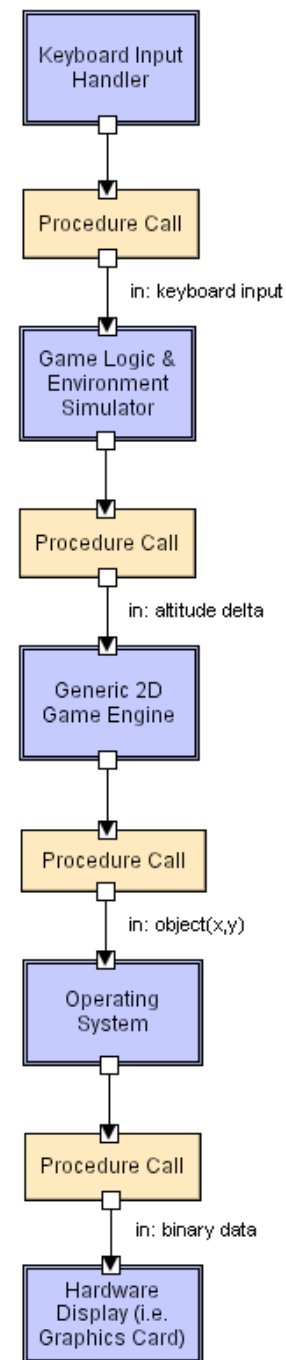 Keyboard Input
Handler
Procedure Call
in: keyboard input
Game Logic &
Environment
Simulator
Procedure Call
in: altitude delta
Generic 2D
Game Engine
Procedure Call
in: object(x,y)
Operating
System
Procedure Call
in: binary data
Hardware
Display (i.e.
Graphics Card)